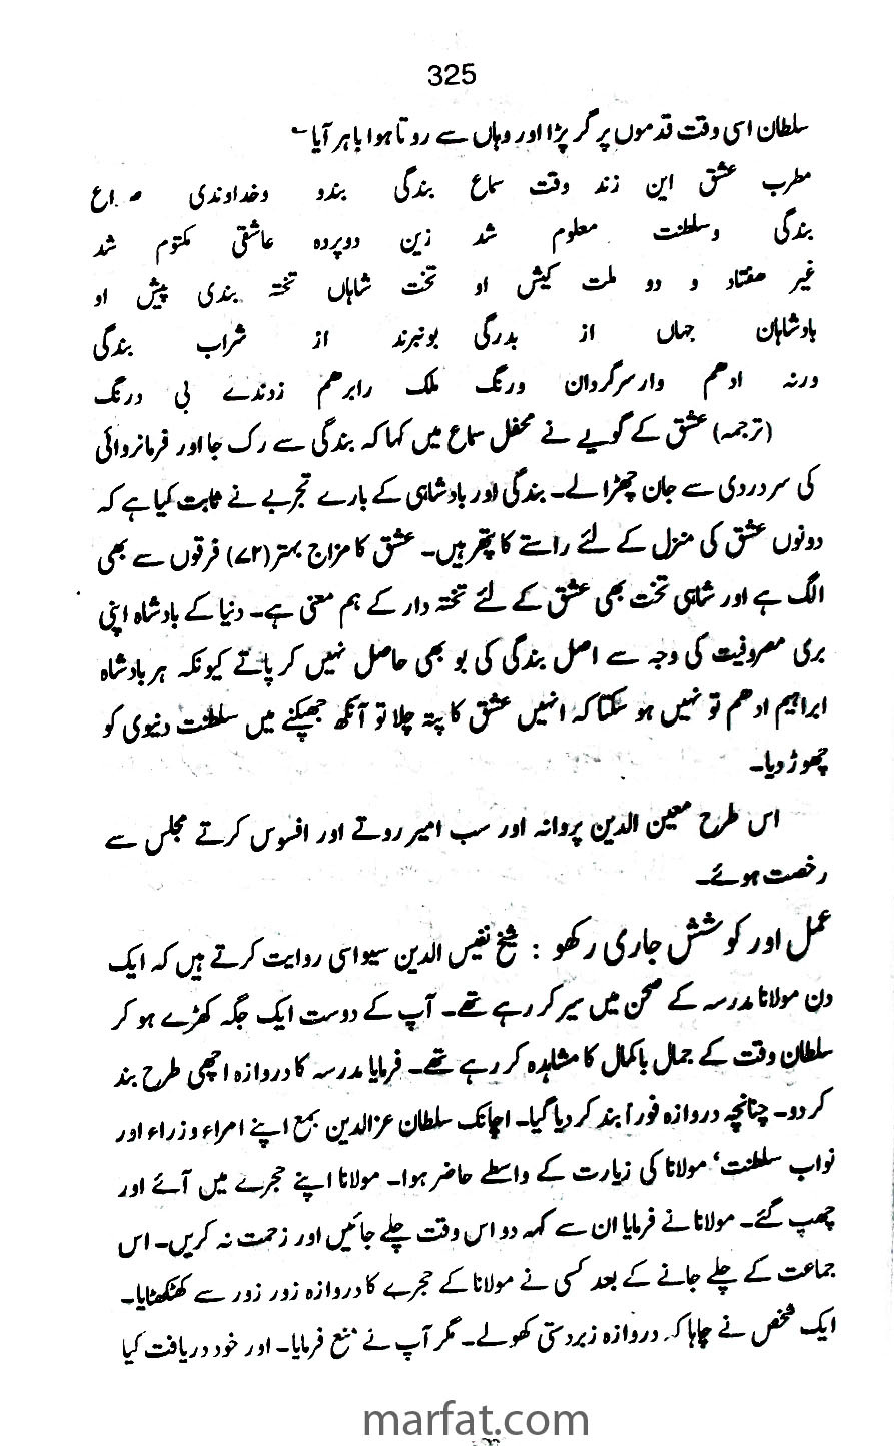 325
سلطان اسی وقت قدموں پر گر پڑا اور وہاں سے روتا ہوا باہر آیا
مطرب عشق این زند وقت سماع بندگی بندو وخداوندی صداع
بندگی وسلطنت معلوم شد زین دوپردہ عاشقی مکتوم شد
غیر هفتاد و دو ملت کیش او تخت شاہاں تختہ بندی پیش او
بادشاہان جہاں از بدرگی بونبرند از شراب بندگی
ورنہ ادھم وار سرگردان ورنگ ملک رابرھم زدندے بی درنگ
(ترجمہ) عشق کے گویے نے محفل سماع میں کہا کہ بندگی سے رک جا اور فرمانروائی
کی سر دردی سے جان چھڑا لے۔ بندگی اور بادشاہی کے بارے تجربے نے ثابت کیا ہے کہ
دونوں عشق کی منزل کے لئے راستے کا پتھر ہیں۔ عشق کا مزاج بہتر (۷۲) فرقوں سے بھی
الگ ہے اور شاہی تخت بھی عشق کے لئے تختہ دار کے ہم معنی ہے۔ دنیا کے بادشاہ اپنی
بری مصروفیت کی وجہ سے اصل بندگی کی بو بھی حاصل نہیں کر پاتے کیونکہ ہر بادشاہ
ابراہیم ادھم تو نہیں ہو سکتا کہ انہیں عشق کا پتہ چلا تو آنکھ جھپکنے میں سلطنت دنیوی کو
چھوڑ دیا۔
اس طرح معین الدین پروانہ اور سب امیر روتے اور افسوس کرتے مجلس سے
رخصت ہوئے۔
عمل اور کوشش جاری رکھو : شیخ نفیس الدین سیواسی روایت کرتے ہیں کہ ایک
دن مولانا مدرسہ کے صحن میں سیر کر رہے تھے۔ آپ کے دوست ایک جگہ کھڑے ہو کر
سلطان وقت کے جمال باکمال کا مشاہدہ کر رہے تھے۔ فرمایا مدرسہ کا دروازہ اچھی طرح بند
کر دو۔ چنانچہ دروازہ فوراً بند کر دیا گیا۔ اچانک سلطان عزالدین بمع اپنے امراء وزراء اور
نواب سلطنت، مولانا کی زیارت کے واسطے حاضر ہوا۔ مولانا اپنے حجرے میں آئے اور
چھپ گئے۔ مولانا نے فرمایا ان سے کہہ دو اس وقت چلے جائیں اور زحمت نہ کریں۔ اس
جماعت کے چلے جانے کے بعد کسی نے مولانا کے حجرے کا دروازہ زور زور سے کھٹکھٹایا۔
ایک شخص نے چاہا کہ دروازہ زبردستی کھولے۔ مگر آپ نے منع فرمایا۔ اور خود دریافت کیا
marfat.com